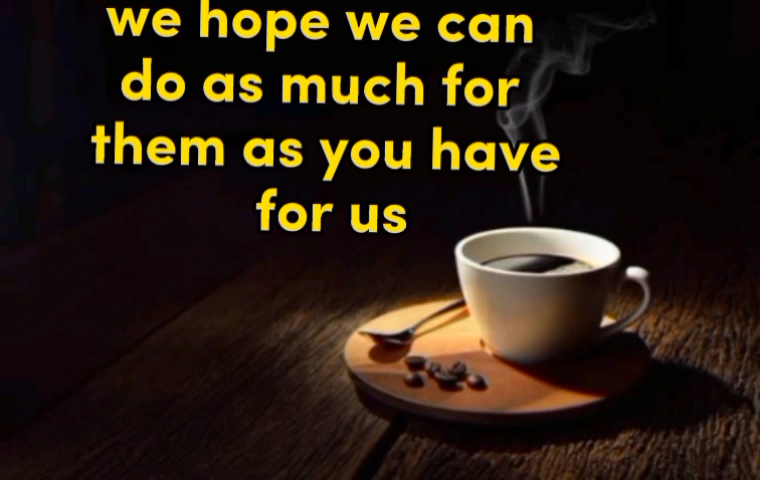 we hope we can
do as much for
them as you have
for us